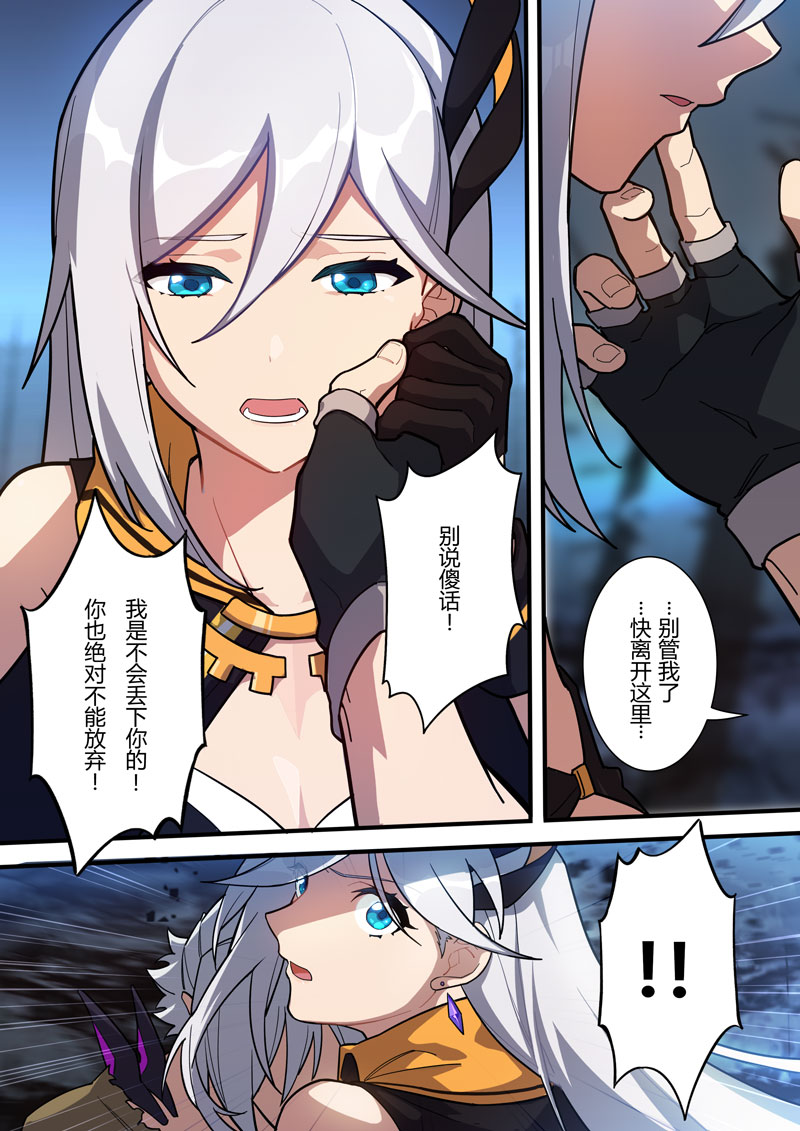 …别管我了
…快离开这里…
别说傻话！
我是不会丢下你的！
你也绝对不能放弃！
！！